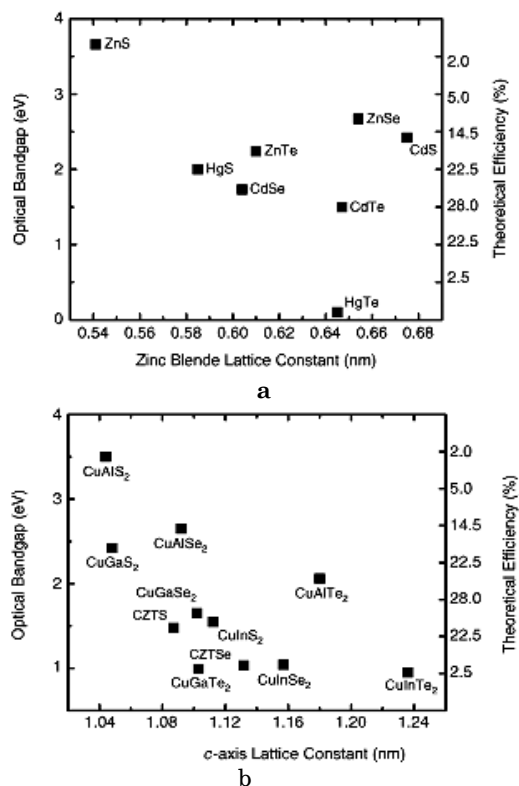 4
3
2
1
0
Optical Bandgap (eV)
ZnS
ZnSe
CdS
ZnTe
HgS
CdSe
CdTe
HgTe
2.0
5.0
14.5
22.5
28.0
22.5
2.5
Theoretical Efficiency (%)
0.54 0.56 0.58 0.60 0.62 0.64 0.66 0.68
Zinc Blende Lattice Constant (nm)
a
4
3
2
1
Optical Bandgap (eV)
CuAlS₂
CuAlSe₂
CuGaS₂
CuAlTe₂
CuGaSe₂
CZTS
CuInS₂
CZTSe
CuGaTe₂
CuInSe₂
CuInTe₂
2.0
5.0
14.5
22.5
28.0
22.5
2.5
Theoretical Efficiency (%)
1.04 1.08 1.12 1.16 1.20 1.24
c-axis Lattice Constant (nm)
b